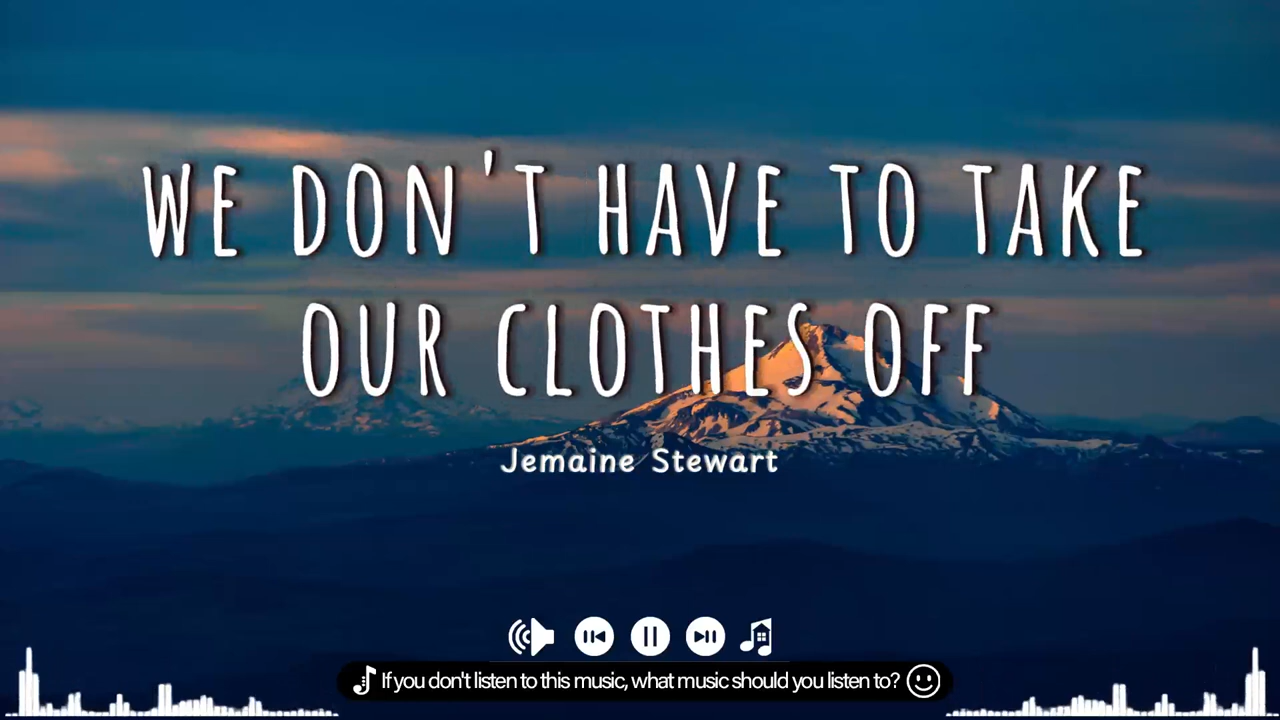 WE DON'T HAVE TO TAKE
OUR CLOTHES OFF
Jemaine Stewart
If you don't listen to this music, what music should you listen to?